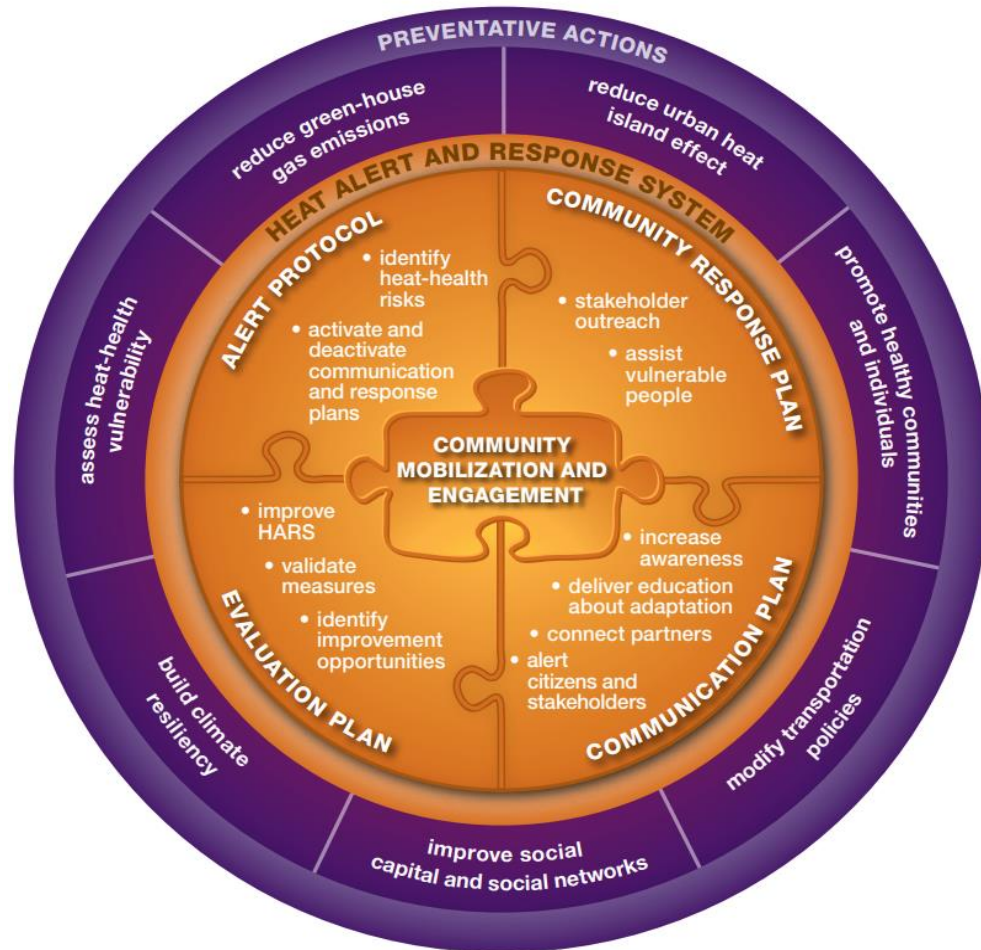 PREVENTATIVE ACTIONS
reduce green-house
gas emissions
reduce urban heat
island effect
promote healthy communities
and individuals
modify transportation
policies
improve social
capital and social networks
build climate
resiliency
assess heat-health
vulnerability
HEAT ALERT AND RESPONSE SYSTEM
ALERT PROTOCOL
• identify
heat-health
risks
• activate and
deactivate
communication
and response
plans
COMMUNITY RESPONSE PLAN
• stakeholder
outreach
• assist
vulnerable
people
COMMUNITY
MOBILIZATION AND
ENGAGEMENT
• improve
HARS
• validate
measures
• identify
improvement
opportunities
EVALUATION PLAN
• increase
awareness
• deliver education
about adaptation
• connect partners
• alert
citizens and
stakeholders
COMMUNICATION PLAN